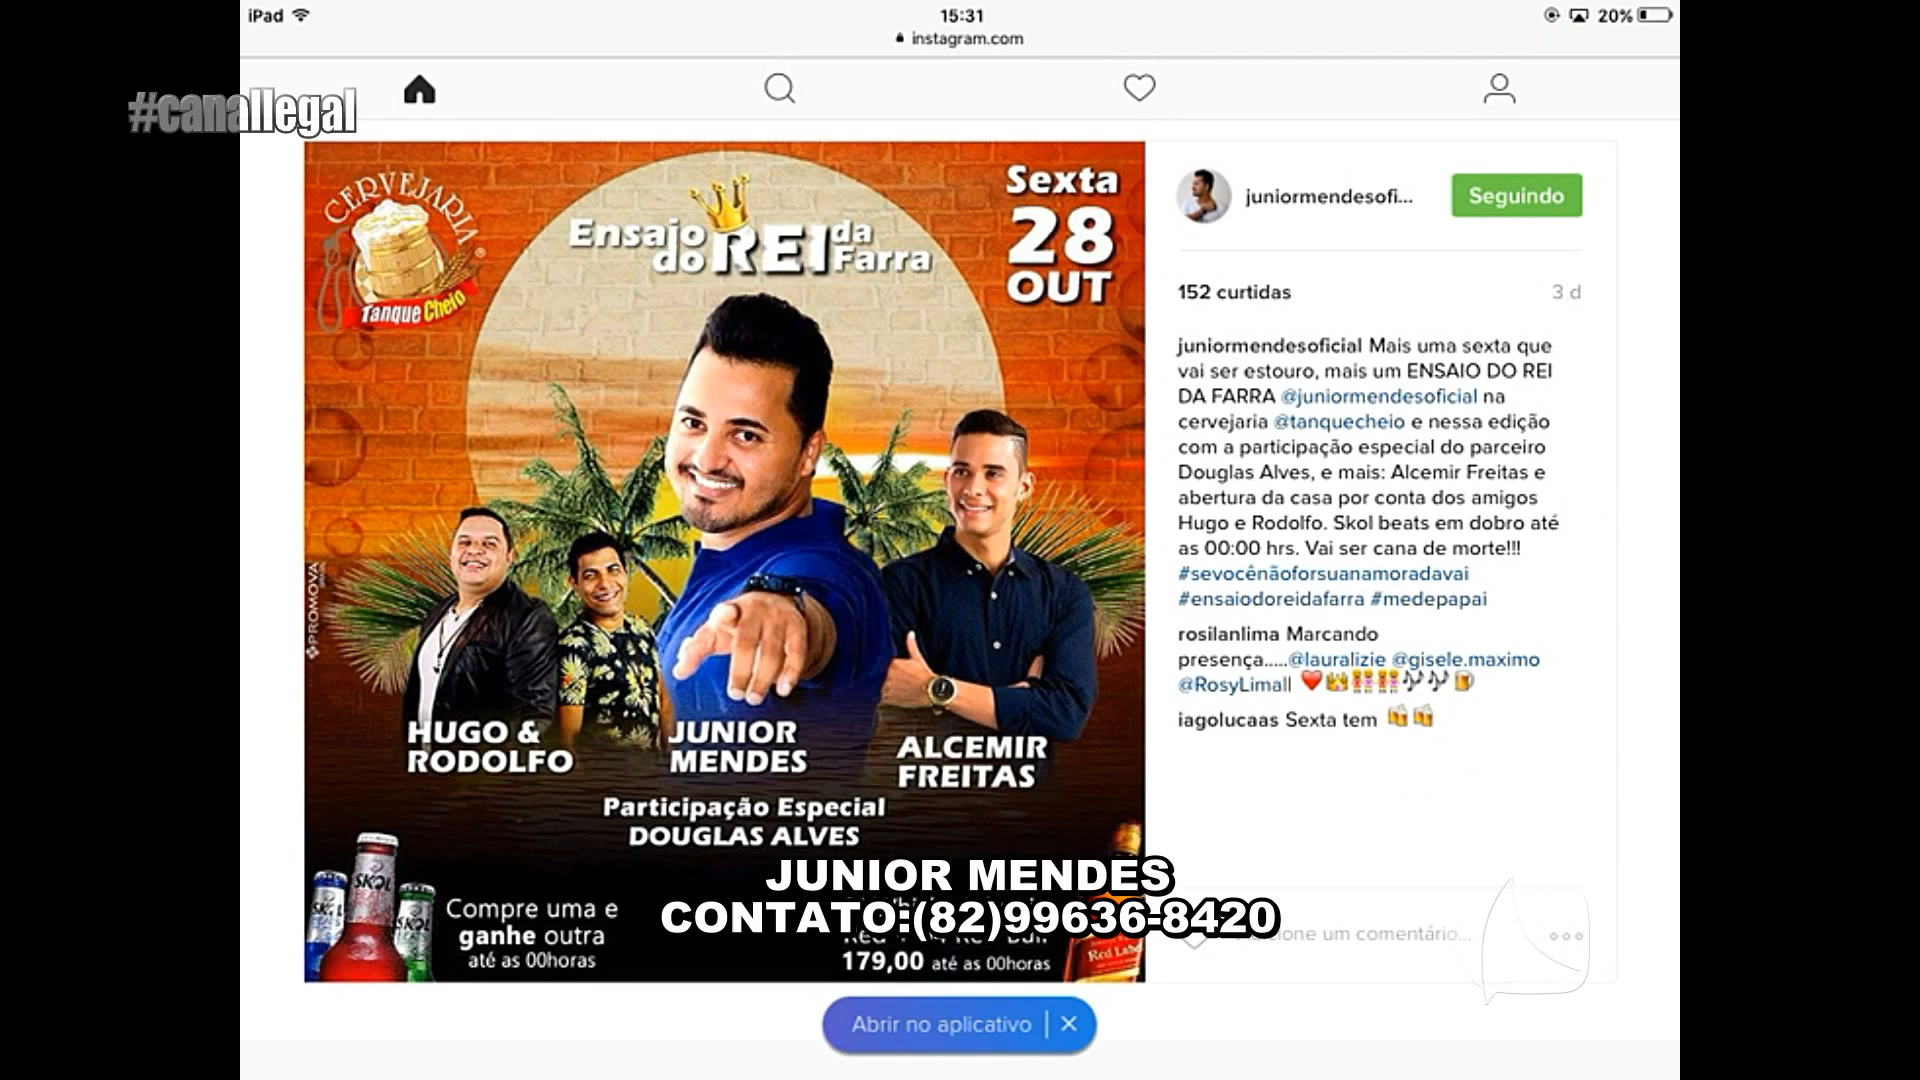 iPad
15:31
20%
instagram.com
#canallegal
CERVEJARIA
Tanque Cheio
Ensaio
do REI da
Farra
Sexta
28
OUT
PROMOVA
HUGO &
RODOLFO
JUNIOR
MENDES
ALCEMIR
FREITAS
Participação Especial
DOUGLAS ALVES
SKOL
Compre uma e
ganhe outra
até as 00horas
179,00 até as 00horas
Red Label
JUNIOR MENDES
CONTATO:(82)99636-8420
juniormendesofi...
Seguindo
152 curtidas
3 d
juniormendesoficial Mais uma sexta que
vai ser estouro, mais um ENSAIO DO REI
DA FARRA @juniormendesoficial na
cervejaria @tanquecheio e nessa edição
com a participação especial do parceiro
Douglas Alves, e mais: Alcemir Freitas e
abertura da casa por conta dos amigos
Hugo e Rodolfo. Skol beats em dobro até
as 00:00 hrs. Vai ser cana de morte!!!
#sevocênãoforsuanamoradavai
#ensaiodoreidafarra #medepapai
rosilanlima Marcando
presença.....@lauralizie @gisele.maximo
@RosyLimall ❤️👑👯👯🎶🎶🍺
iagolucaas Sexta tem 🍻🍻
um comentário...
Abrir no aplicativo